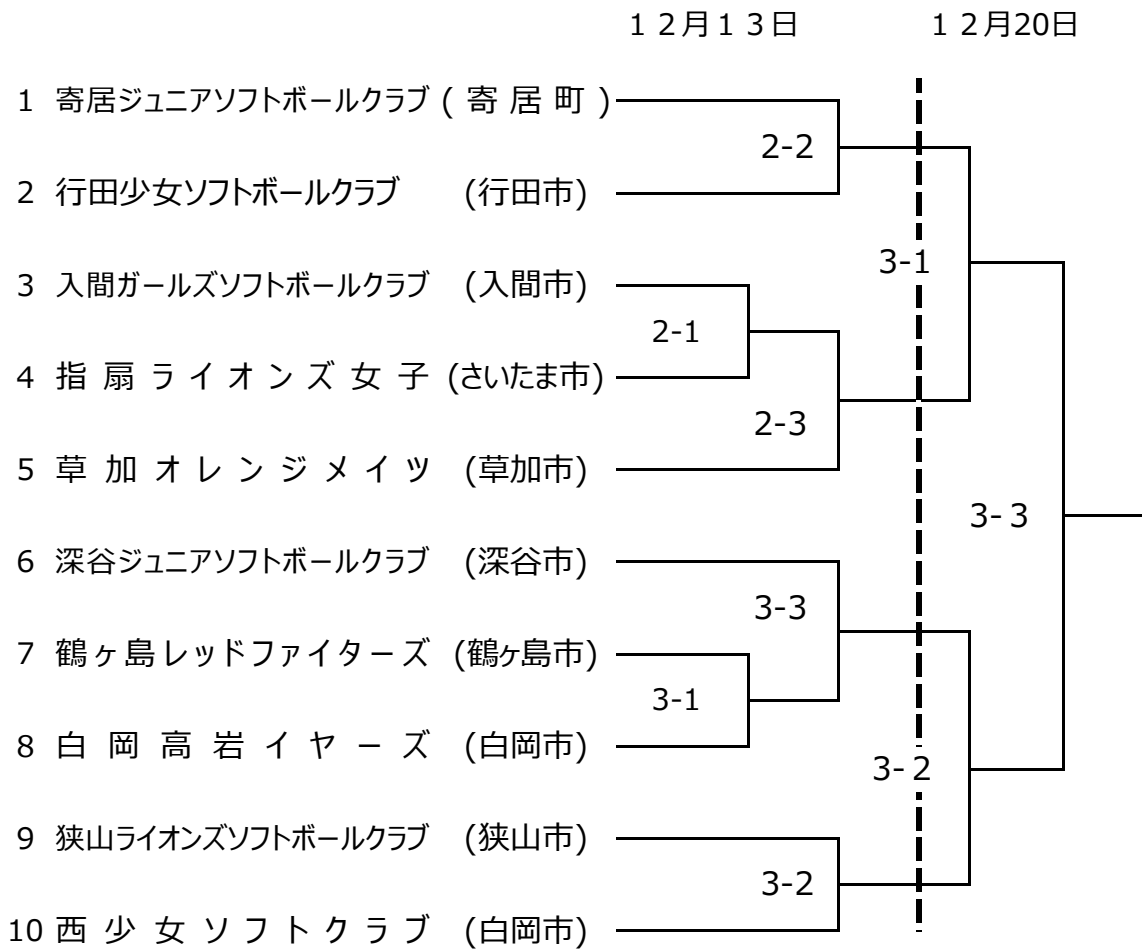 １２月１３日　１２月20日
1 寄居ジュニアソフトボールクラブ ( 寄 居 町 )
2-2
2 行田少女ソフトボールクラブ (行田市)
3-1
3 入間ガールズソフトボールクラブ (入間市)
2-1
4 指 扇 ラ イ オ ン ズ 女 子 (さいたま市)
2-3
5 草 加 オ レ ン ジ メ イ ツ (草加市)
3-３
6 深谷ジュニアソフトボールクラブ (深谷市)
3-3
7 鶴ヶ島レッドファイターズ (鶴ヶ島市)
3-1
8 白 岡 高 岩 イ ヤ ー ズ (白岡市)
3-２
9 狭山ライオンズソフトボールクラブ (狭山市)
3-2
10 西 少 女 ソ フ ト ク ラ ブ (白岡市)